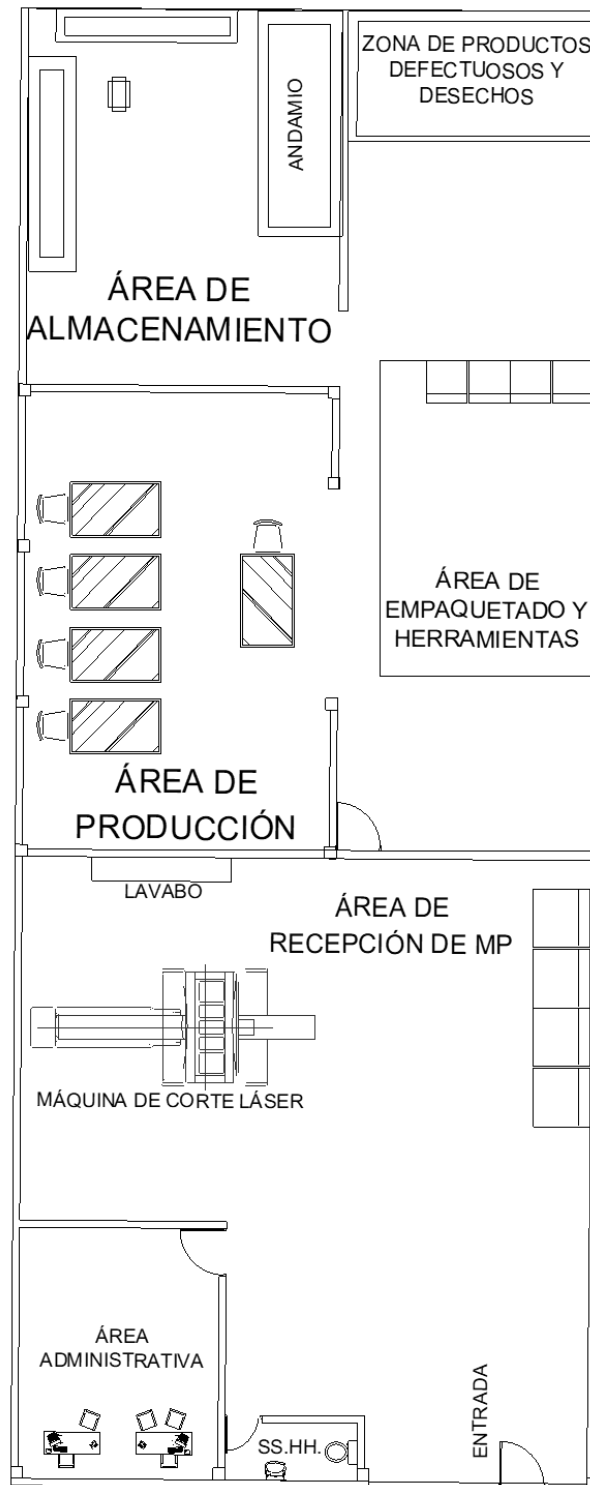 ZONA DE PRODUCTOS
DEFECTUOSOS Y
DESECHOS
ANDAMIO
ÁREA DE
ALMACENAMIENTO
ÁREA DE
EMPAQUETADO Y
HERRAMIENTAS
ÁREA DE
PRODUCCIÓN
LAVABO
ÁREA DE
RECEPCIÓN DE MP
MÁQUINA DE CORTE LÁSER
ÁREA
ADMINISTRATIVA
SS.HH.
ENTRADA